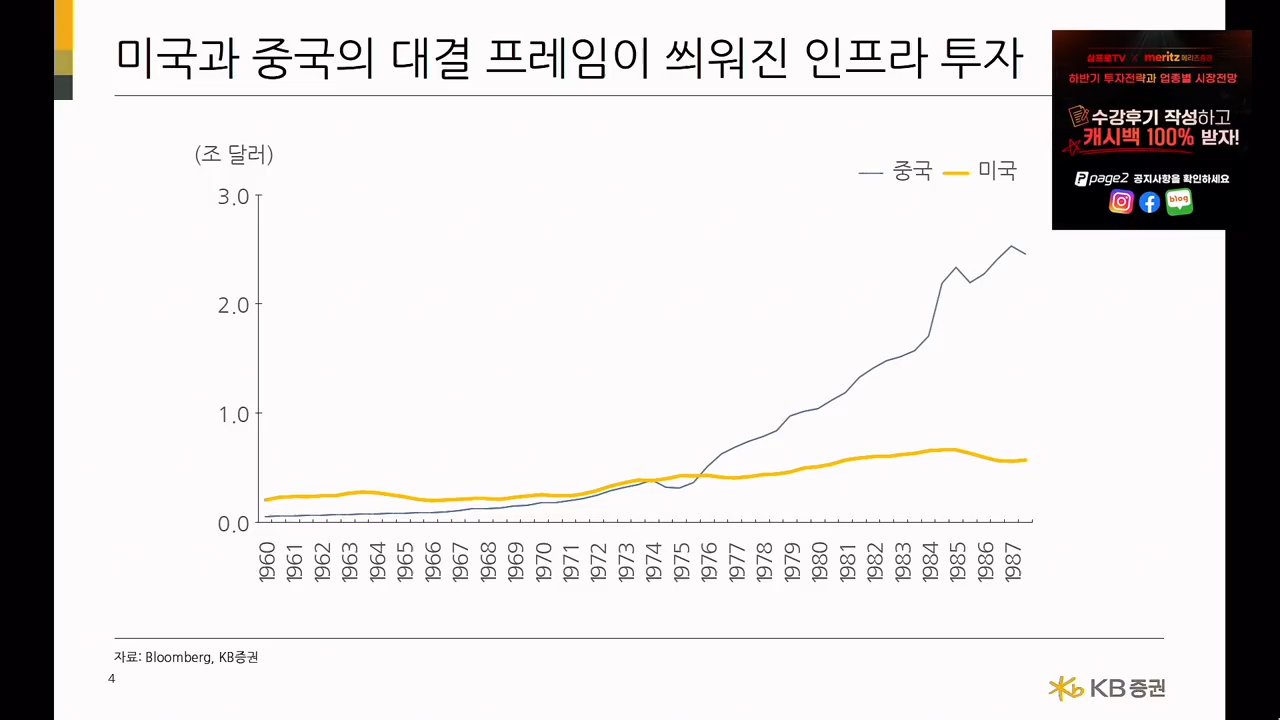 미국과 중국의 대결 프레임이 씌워진 인프라 투자
삼프로TV × meritz 메리츠증권
하반기 투자전략과 업종별 시장전망
수강후기 작성하고
캐시백 100% 받자!
page2 공지사항을 확인하세요
blog
(조 달러)
중국 미국
3.0
2.0
1.0
0.0
1960 1961 1962 1963 1964 1965 1966 1967 1968 1969 1970 1971 1972 1973 1974 1975 1976 1977 1978 1979 1980 1981 1982 1983 1984 1985 1986 1987
자료: Bloomberg, KB증권
4
KB증권